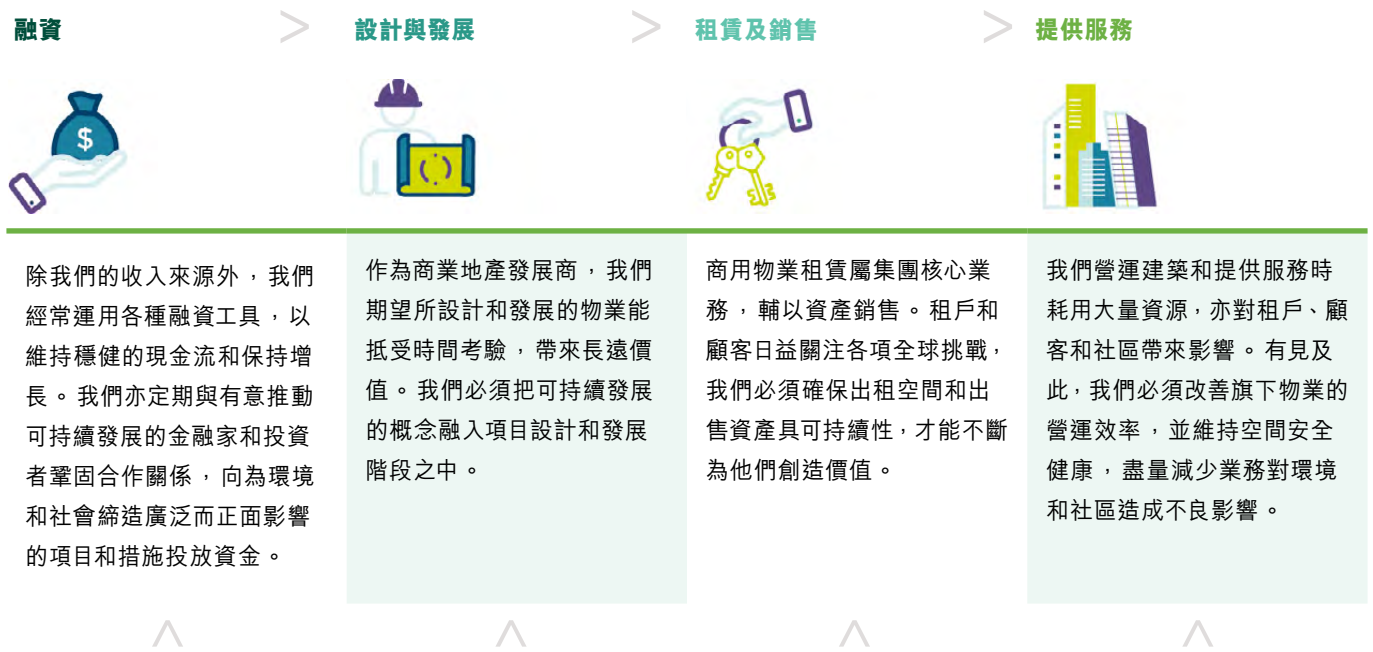 融資
>
設計與發展
>
租賃及銷售
>
提供服務
$
除我們的收入來源外，我們
經常運用各種融資工具，以
維持穩健的現金流和保持增
長。我們亦定期與有意推動
可持續發展的金融家和投資
者鞏固合作關係，向為環境
和社會締造廣泛而正面影響
的項目和措施投放資金。
作為商業地產發展商，我們
期望所設計和發展的物業能
抵受時間考驗，帶來長遠價
值。我們必須把可持續發展
的概念融入項目設計和發展
階段之中。
商用物業租賃屬集團核心業
務，輔以資產銷售。租戶和
顧客日益關注各項全球挑戰，
我們必須確保出租空間和出
售資產具可持續性，才能不斷
為他們創造價值。
我們營運建築和提供服務時
耗用大量資源，亦對租戶、顧
客和社區帶來影響。有見及
此，我們必須改善旗下物業的
營運效率，並維持空間安全
健康，盡量減少業務對環境
和社區造成不良影響。